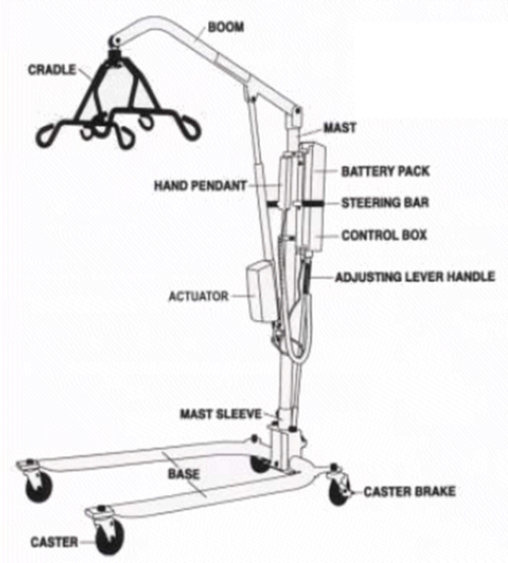 BOOM
CRADLE
MAST
BATTERY PACK
HAND PENDANT
STEERING BAR
CONTROL BOX
ADJUSTING LEVER HANDLE
ACTUATOR
MAST SLEEVE
BASE
CASTER BRAKE
CASTER